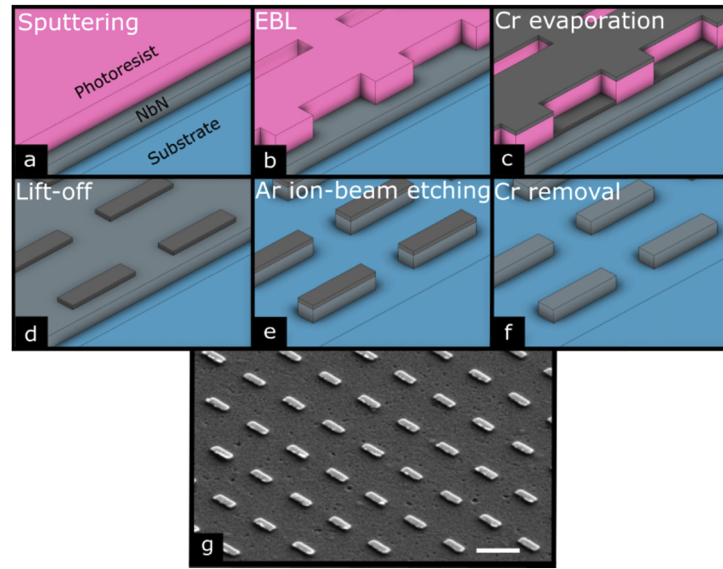 Sputtering
Photoresist
NbN
Substrate
a
EBL
b
Cr evaporation
c
Lift-off
d
Ar ion-beam etching
e
Cr removal
f
g